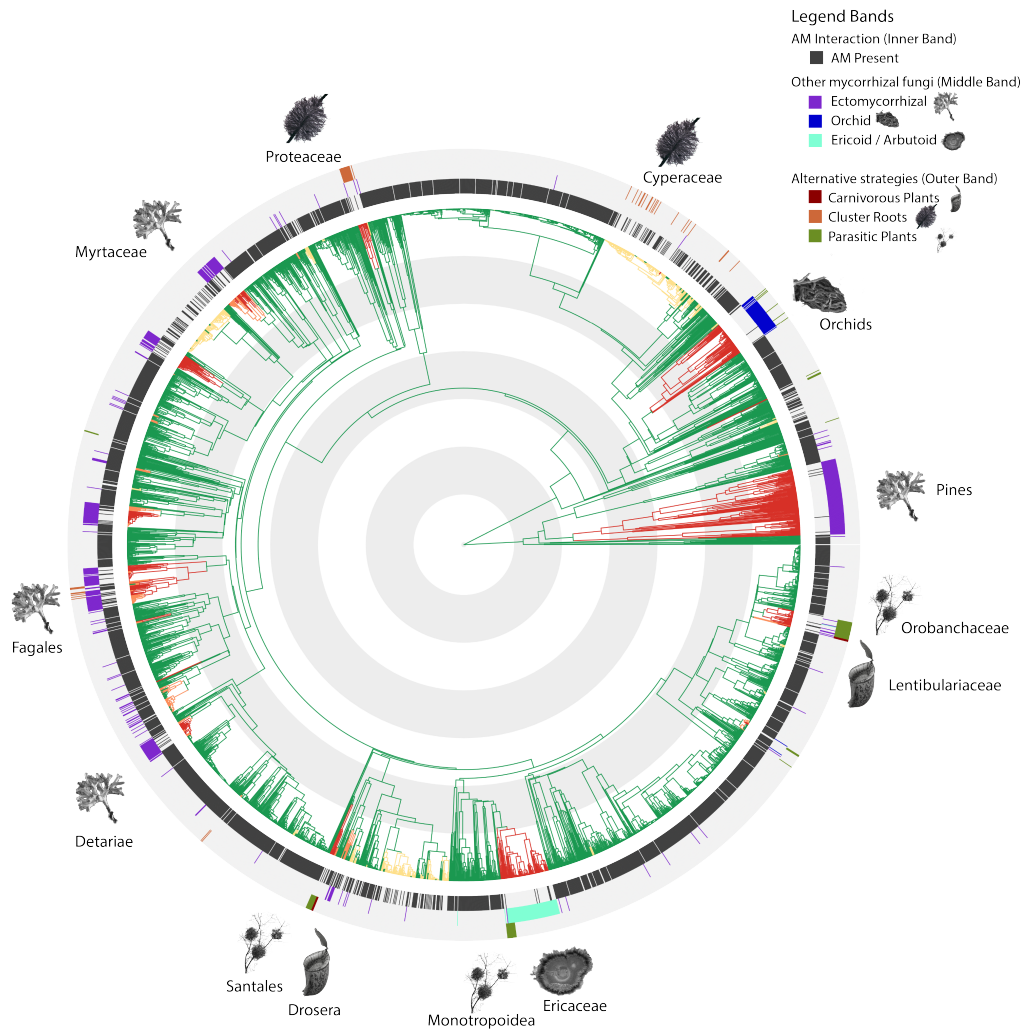 Legend Bands
AM Interaction (Inner Band)
AM Present
Other mycorrhizal fungi (Middle Band)
Ectomycorrhizal
Orchid
Ericoid / Arbutoid
Alternative strategies (Outer Band)
Carnivorous Plants
Cluster Roots
Parasitic Plants
Proteaceae
Cyperaceae
Myrtaceae
Orchids
Pines
Orobanchaceae
Fagales
Lentibulariaceae
Detariae
Santales
Drosera
Ericaceae
Monotropoidea